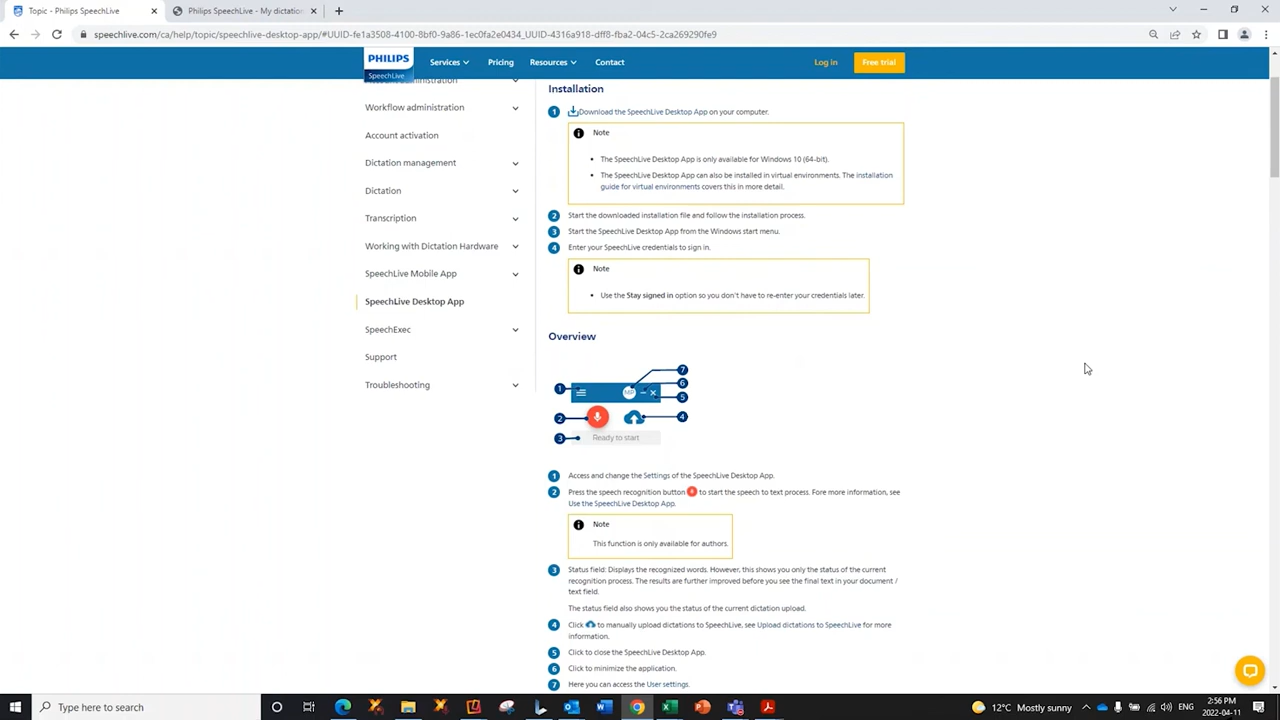 Topic - Philips SpeechLive
Philips SpeechLive - My dictation
speechlive.com/ca/help/topic/speechlive-desktop-app/#UUID-fe1a3508-4100-8bf0-9a86-1ec0fa2e0434_UUID-4316a918-dff8-fba2-04c5-2ca269290fe9
PHILIPS
SpeechLive
Services
Pricing
Resources
Contact
Log in
Free trial
Workflow administration
Account activation
Dictation management
Dictation
Transcription
Working with Dictation Hardware
SpeechLive Mobile App
SpeechLive Desktop App
SpeechExec
Support
Troubleshooting
Installation
1 Download the SpeechLive Desktop App on your computer.
Note
• The SpeechLive Desktop App is only available for Windows 10 (64-bit).
• The SpeechLive Desktop App can also be installed in virtual environments. The installation
guide for virtual environments covers this in more detail.
2 Start the downloaded installation file and follow the installation process.
3 Start the SpeechLive Desktop App from the Windows start menu.
4 Enter your SpeechLive credentials to sign in.
Note
• Use the Stay signed in option so you don't have to re-enter your credentials later.
Overview
7
1
6
MP
5
2
4
3
Ready to start
1 Access and change the Settings of the SpeechLive Desktop App.
2 Press the speech recognition button to start the speech to text process. Fore more information, see
Use the SpeechLive Desktop App.
Note
This function is only available for authors.
3 Status field: Displays the recognized words. However, this shows you only the status of the current
recognition process. The results are further improved before you see the final text in your document /
text field.
The status field also shows you the status of the current dictation upload.
4 Click to manually upload dictations to SpeechLive, see Upload dictations to SpeechLive for more
information.
5 Click to close the SpeechLive Desktop App.
6 Click to minimize the application.
7 Here you can access the User settings.
Type here to search
12°C Mostly sunny
ENG
2:56 PM
2022-04-11